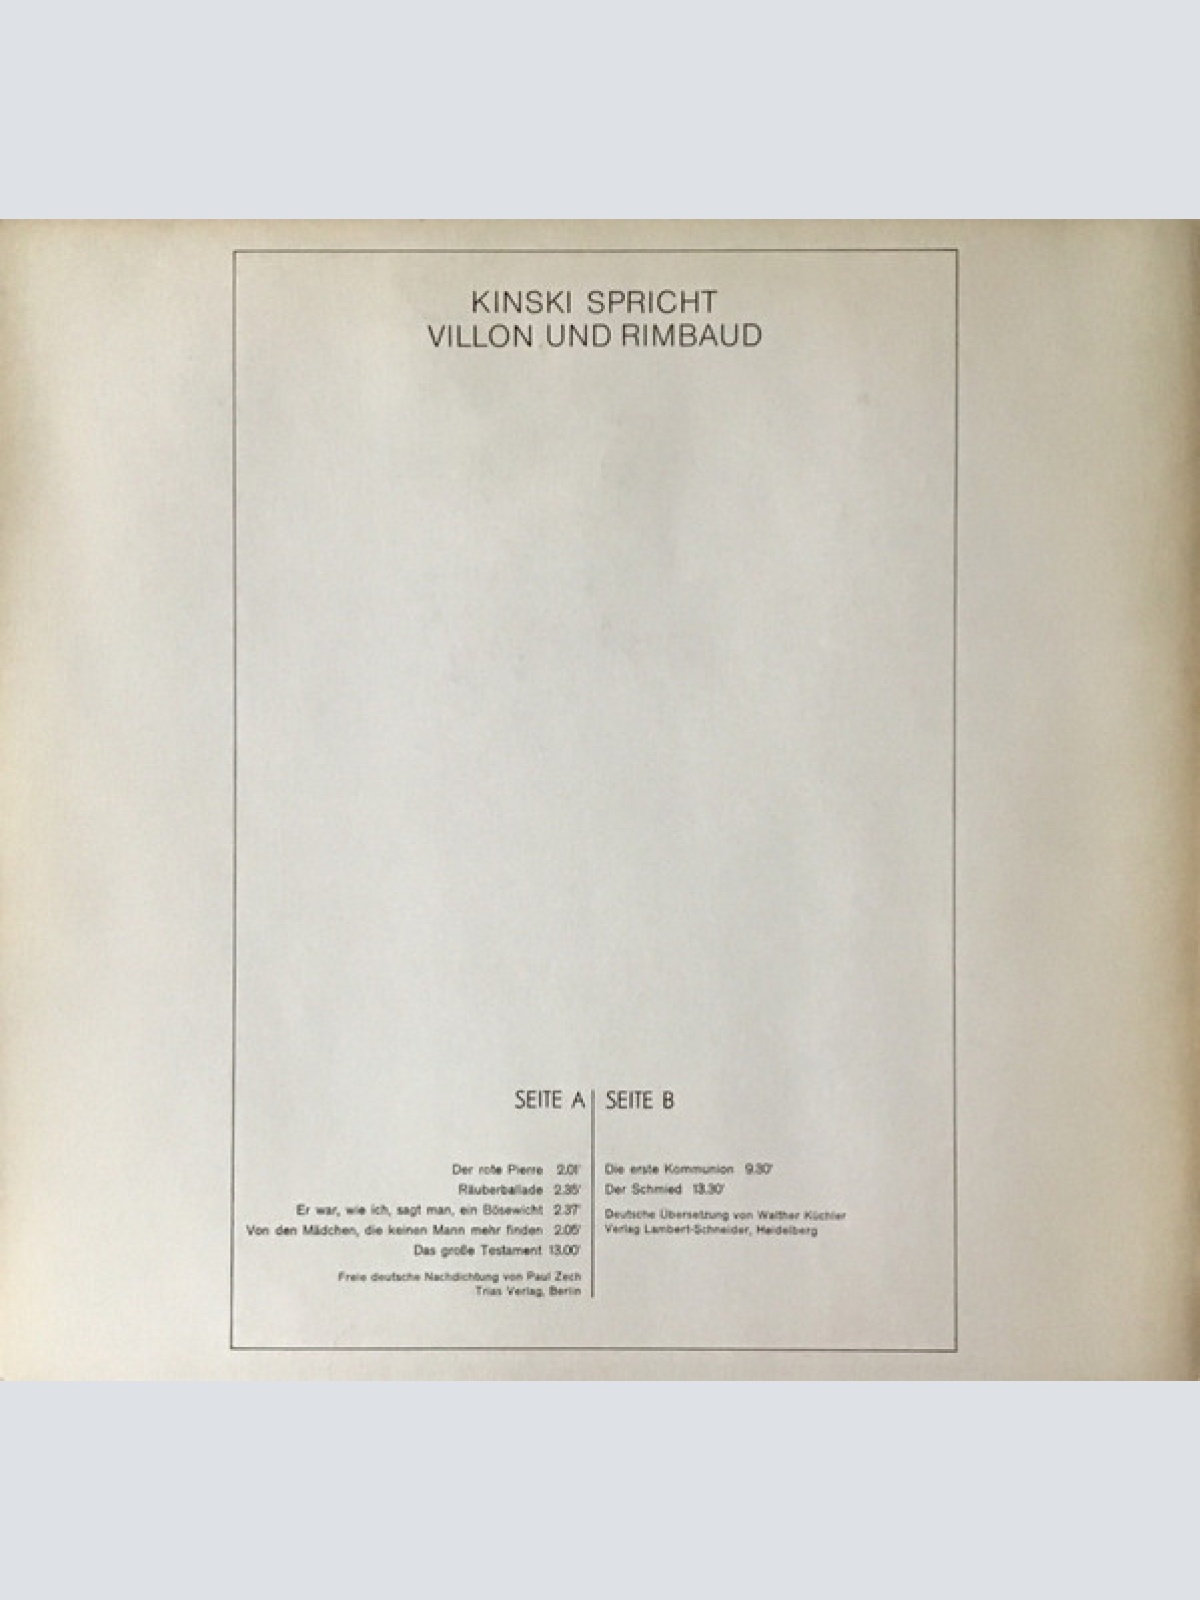 KINSKI SPRICHT
VILLON UND RIMBAUD
SEITE A
Der rote Pierre 2.01'
Räuberballade 2.35'
Er war, wie ich, sagt man, ein Bösewicht 2.37'
Von den Mädchen, die keinen Mann mehr finden 2.05'
Das große Testament 13.00'
Freie deutsche Nachdichtung von Paul Zech
Trias Verlag, Berlin
SEITE B
Die erste Kommunion 9.30'
Der Schmied 13.30'
Deutsche Übersetzung von Walther Küchler
Verlag Lambert-Schneider, Heidelberg